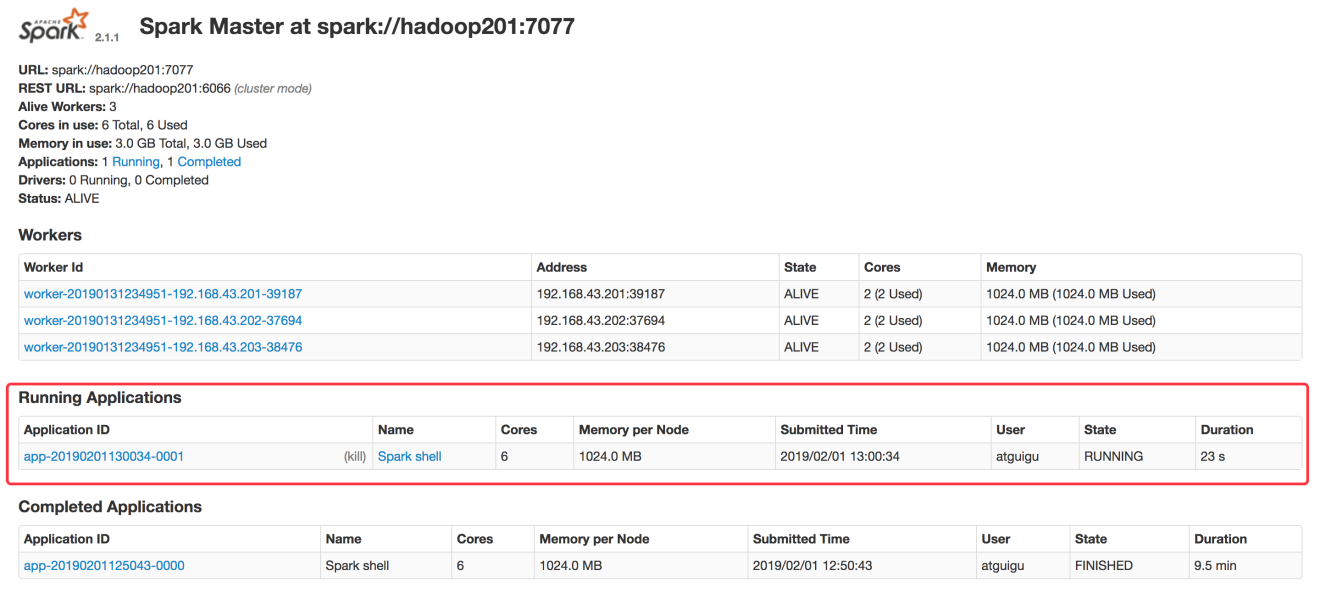 APACHE Spark 2.1.1 Spark Master at spark://hadoop201:7077
URL: spark://hadoop201:7077
REST URL: spark://hadoop201:6066 (cluster mode)
Alive Workers: 3
Cores in use: 6 Total, 6 Used
Memory in use: 3.0 GB Total, 3.0 GB Used
Applications: 1 Running, 1 Completed
Drivers: 0 Running, 0 Completed
Status: ALIVE
Workers
Worker Id Address State Cores Memory
worker-20190131234951-192.168.43.201-39187 192.168.43.201:39187 ALIVE 2 (2 Used) 1024.0 MB (1024.0 MB Used)
worker-20190131234951-192.168.43.202-37694 192.168.43.202:37694 ALIVE 2 (2 Used) 1024.0 MB (1024.0 MB Used)
worker-20190131234951-192.168.43.203-38476 192.168.43.203:38476 ALIVE 2 (2 Used) 1024.0 MB (1024.0 MB Used)
Running Applications
Application ID Name Cores Memory per Node Submitted Time User State Duration
app-20190201130034-0001 (kill) Spark shell 6 1024.0 MB 2019/02/01 13:00:34 atguigu RUNNING 23 s
Completed Applications
Application ID Name Cores Memory per Node Submitted Time User State Duration
app-20190201125043-0000 Spark shell 6 1024.0 MB 2019/02/01 12:50:43 atguigu FINISHED 9.5 min